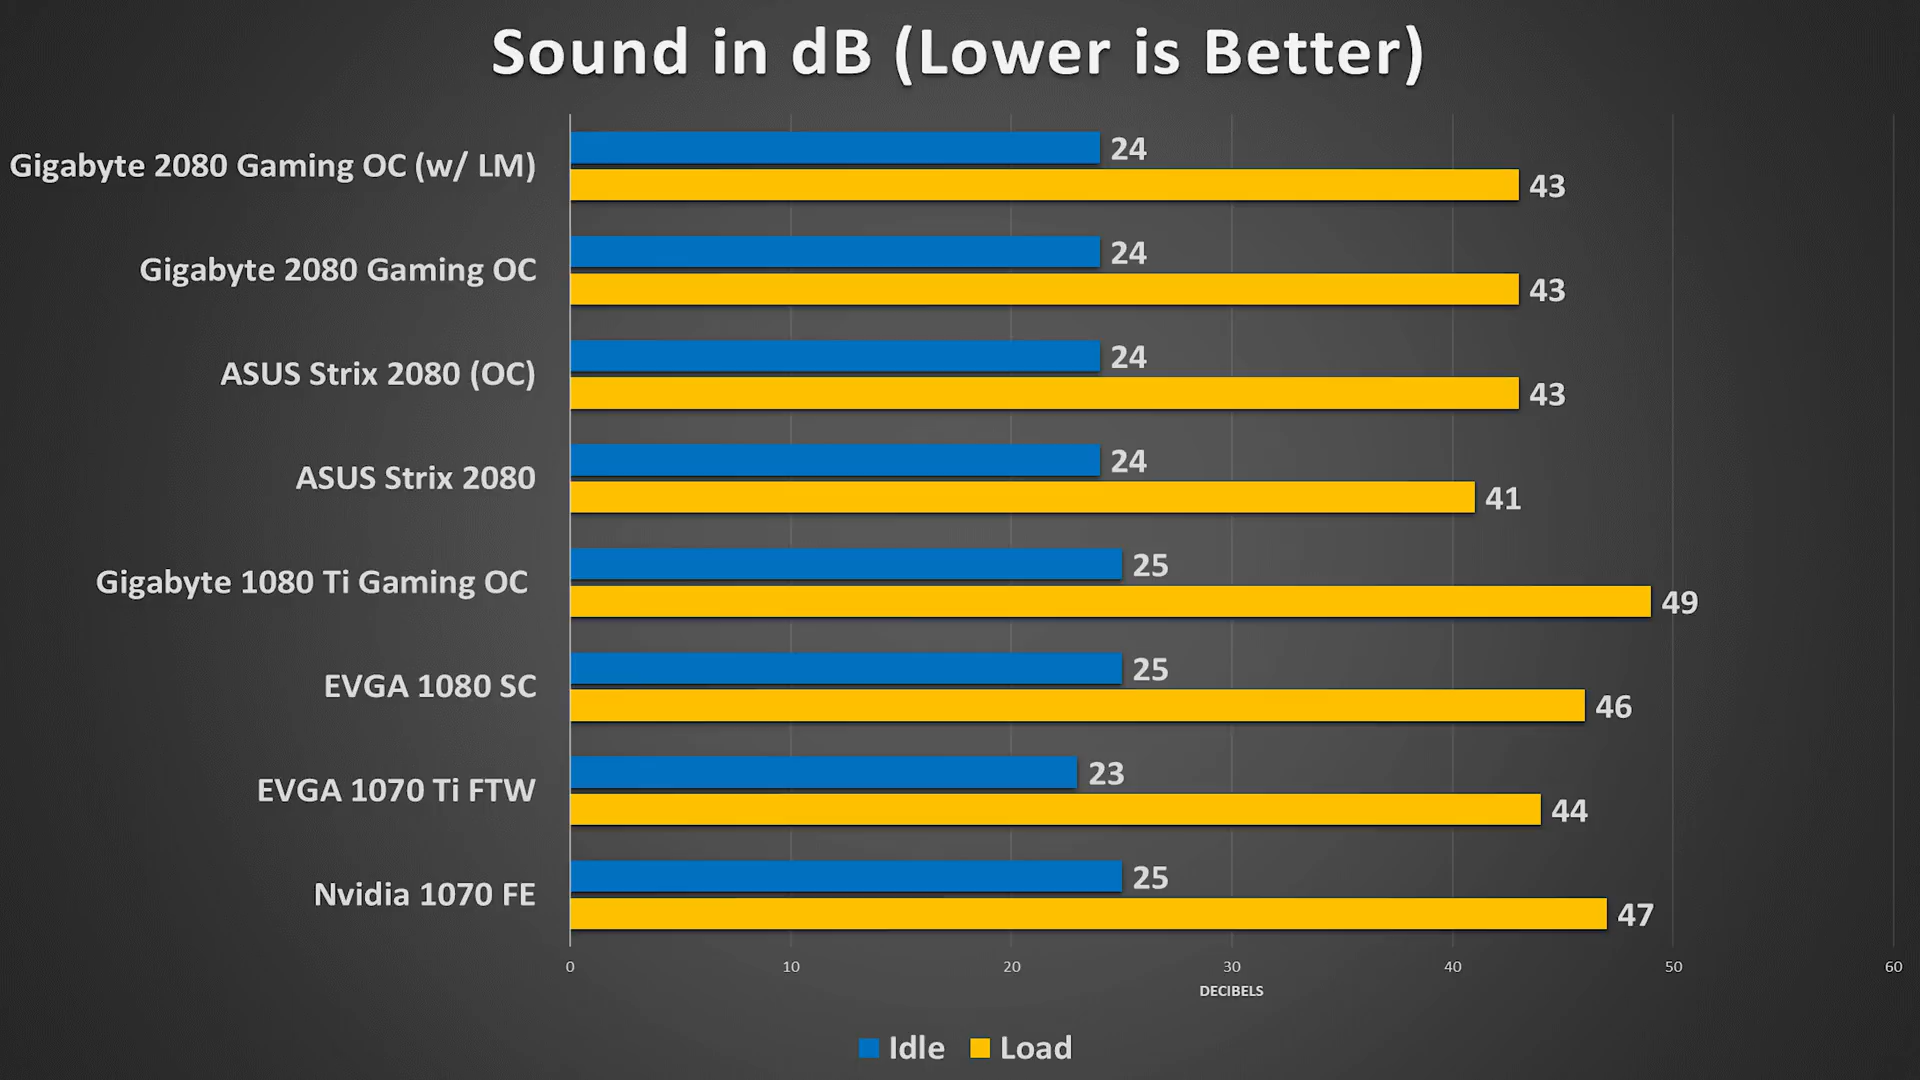 Sound in dB (Lower is Better)
Gigabyte 2080 Gaming OC (w/ LM)
24
43
Gigabyte 2080 Gaming OC
24
43
ASUS Strix 2080 (OC)
24
43
ASUS Strix 2080
24
41
Gigabyte 1080 Ti Gaming OC
25
49
EVGA 1080 SC
25
46
EVGA 1070 Ti FTW
23
44
Nvidia 1070 FE
25
47
0 10 20 30 40 50 60
DECIBELS
Idle Load